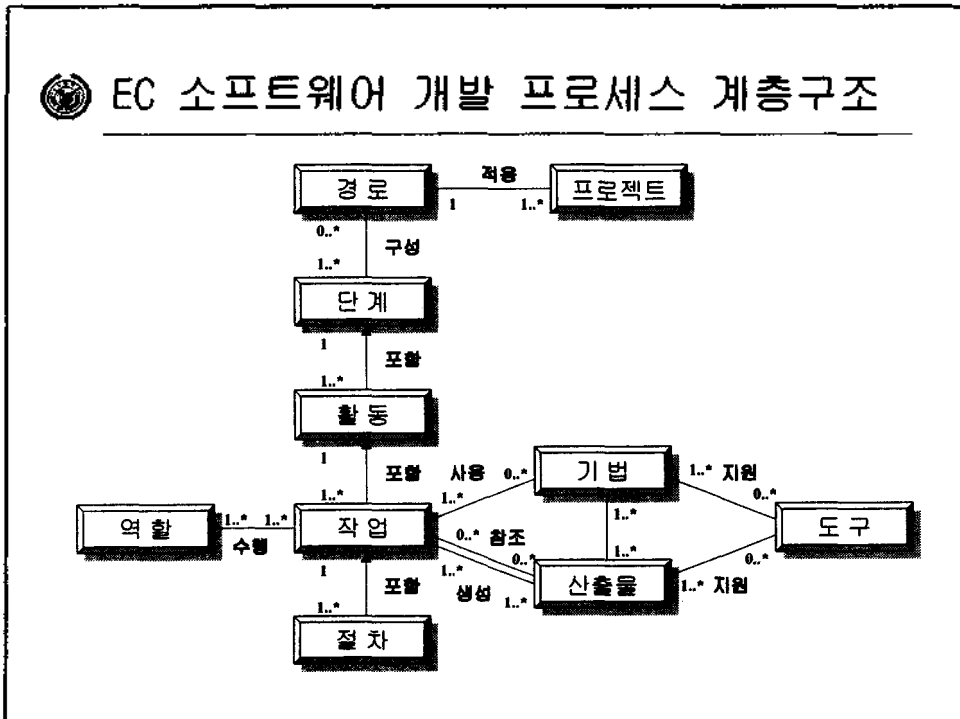 EC 소프트웨어 개발 프로세스 계층구조
경 로
적용
프로젝트
1
1..*
0..*
구성
1..*
단 계
1
포함
1..*
활 동
1
포함
사용
0..*
기 법
1..*
지원
1..*
1..*
0..*
역 할
1..*
1..*
작 업
수행
1..*
0..*
참조
도 구
0..*
1..*
0..*
1
포함
1..*
생성
1..*
산출물
1..*
지원
1..*
절 차